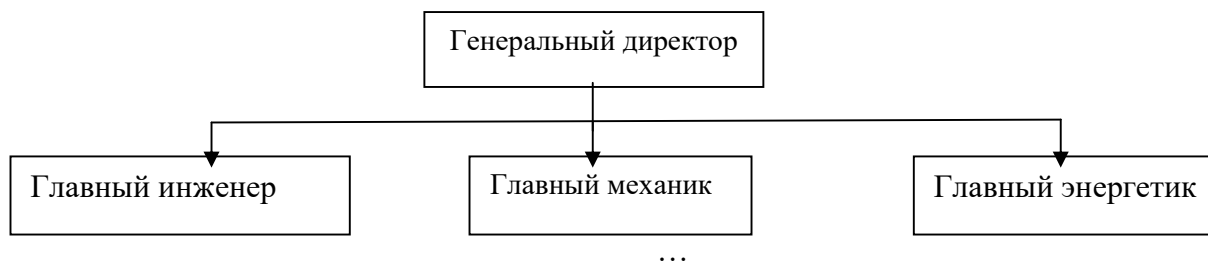 Генеральный директор
Главный инженер
Главный механик
Главный энергетик
…